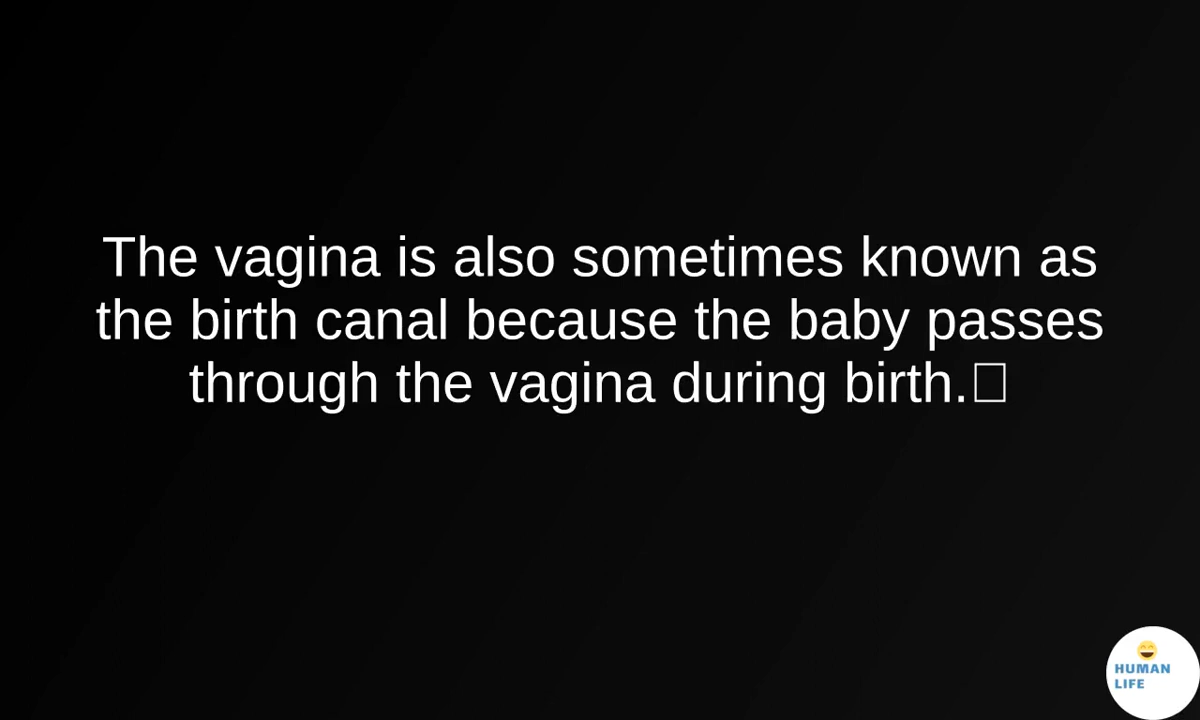 The vagina is also sometimes known as
the birth canal because the baby passes
through the vagina during birth.
HUMAN
LIFE